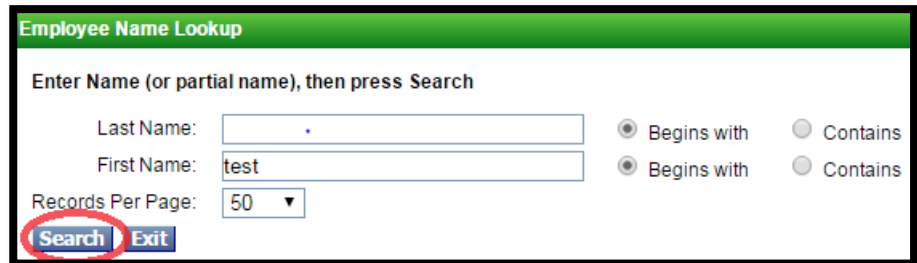 Employee Name Lookup
Enter Name (or partial name), then press Search
Last Name: Begins with Contains
First Name: test Begins with Contains
Records Per Page: 50
Search Exit